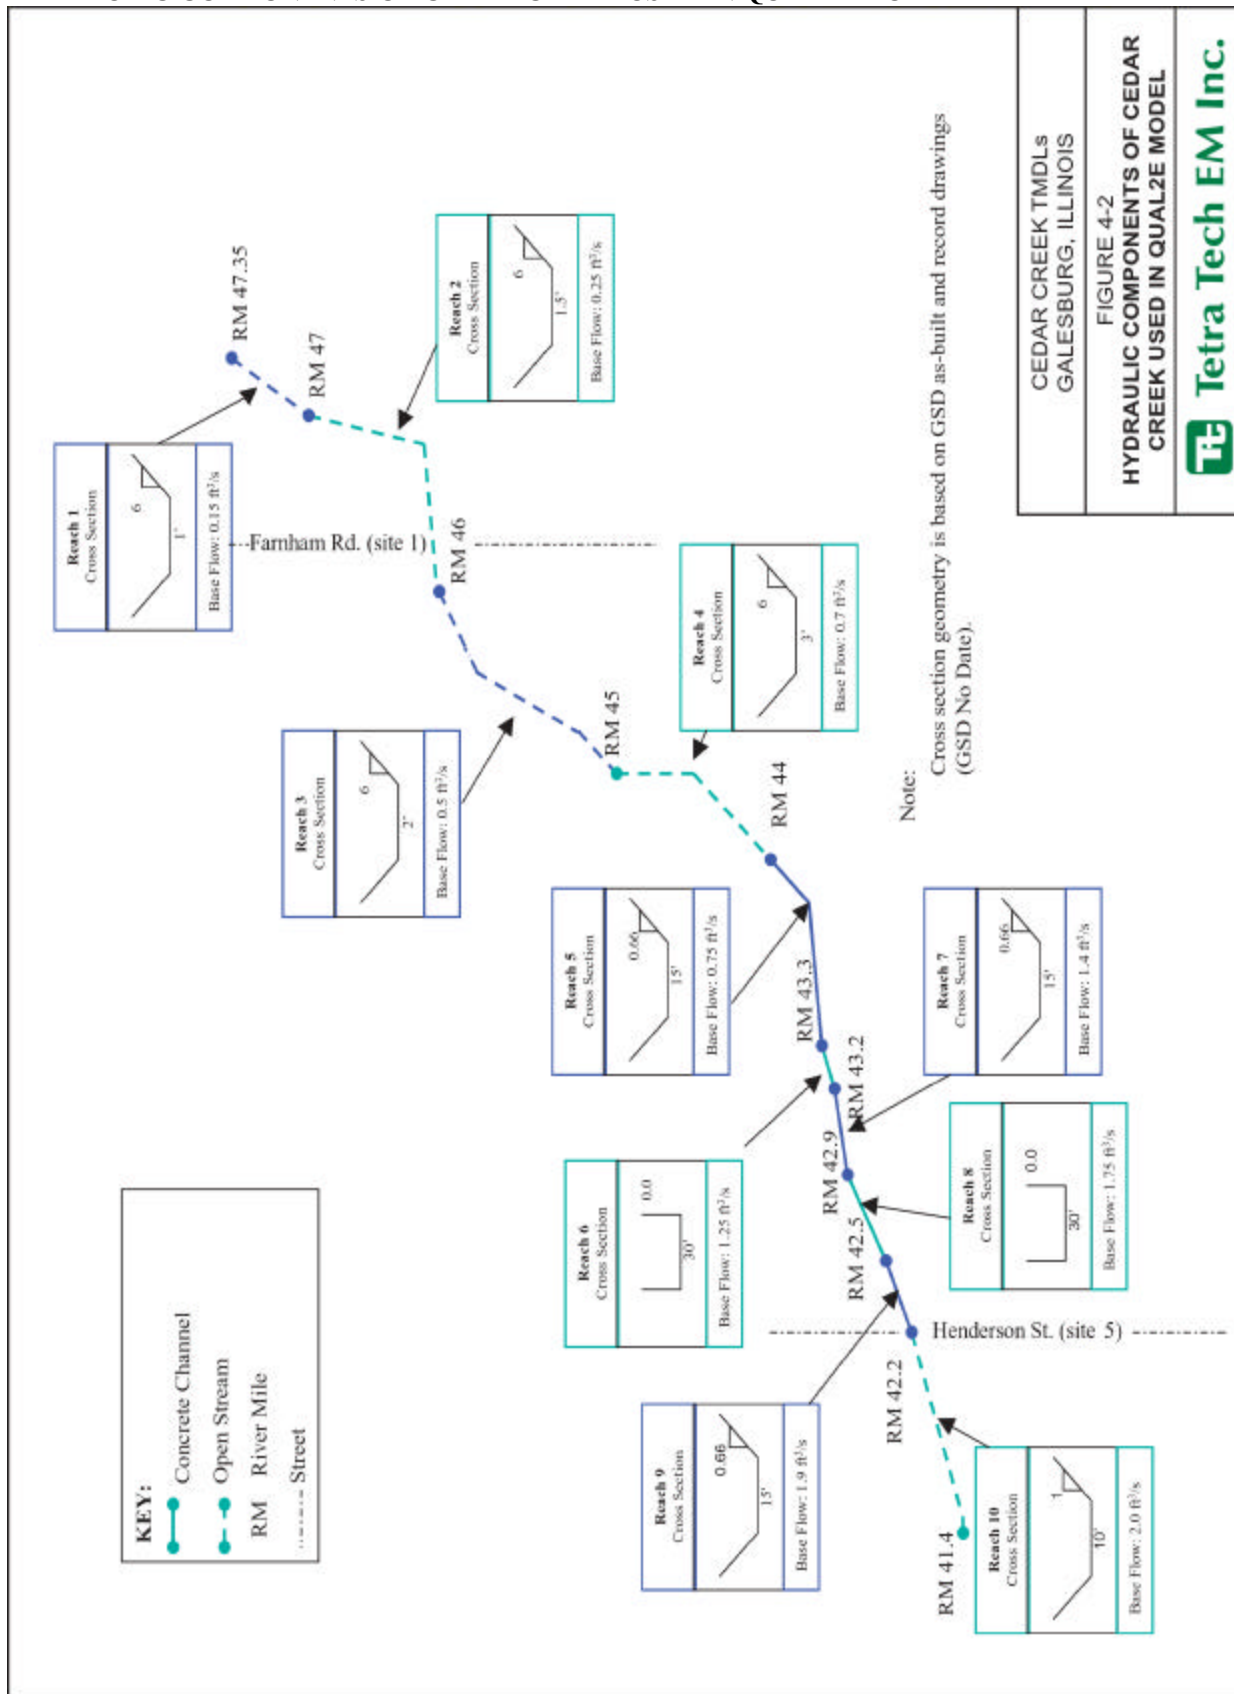 KEY:
Concrete Channel
Open Stream
RM River Mile
Street
Reach 1
Cross Section
6
1'
Base Flow: 0.15 ft³/s
RM 47.35
RM 47
Reach 2
Cross Section
6
1.5'
Base Flow: 0.25 ft³/s
Farnham Rd. (site 1)
RM 46
Reach 3
Cross Section
6
2'
Base Flow: 0.5 ft³/s
RM 45
Reach 4
Cross Section
6
3'
Base Flow: 0.7 ft³/s
RM 44
Reach 5
Cross Section
0.66
15'
Base Flow: 0.75 ft³/s
RM 43.3
Reach 6
Cross Section
0.0
30'
Base Flow: 1.25 ft³/s
RM 43.2
Reach 7
Cross Section
0.66
15'
Base Flow: 1.4 ft³/s
RM 42.9
Reach 8
Cross Section
0.0
30'
Base Flow: 1.75 ft³/s
RM 42.5
Reach 9
Cross Section
0.66
15'
Base Flow: 1.9 ft³/s
Henderson St. (site 5)
RM 42.2
Reach 10
Cross Section
1
10'
Base Flow: 2.0 ft³/s
RM 41.4
Note:
Cross section geometry is based on GSD as-built and record drawings
(GSD No Date).
CEDAR CREEK TMDLs
GALESBURG, ILLINOIS
FIGURE 4-2
HYDRAULIC COMPONENTS OF CEDAR
CREEK USED IN QUAL2E MODEL
Tt Tetra Tech EM Inc.